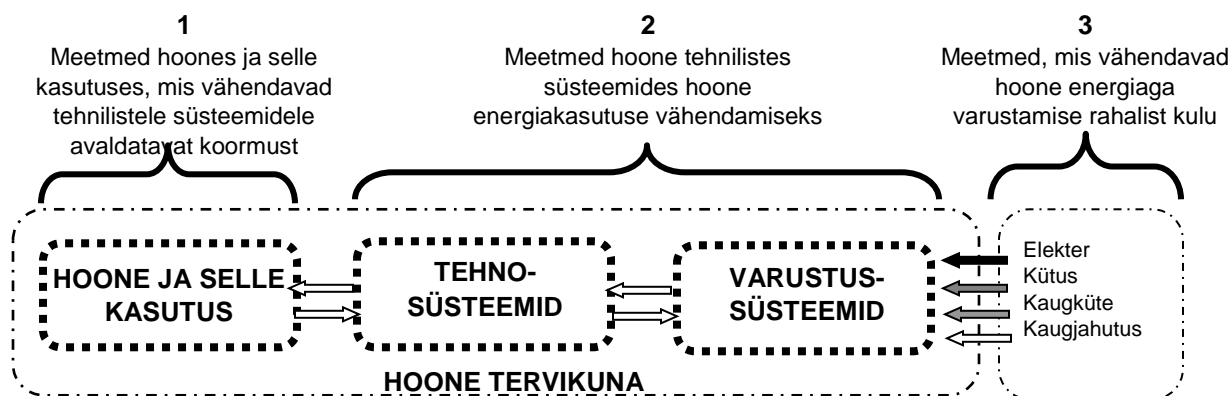 1
Meetmed hoones ja selle
kasutuses, mis vähendavad
tehnilistele süsteemidele
avaldatavat koormust
2
Meetmed hoone tehnilistes
süsteemides hoone
energiakasutuse vähendamiseks
3
Meetmed, mis vähendavad
hoone energiaga
varustamise rahalist kulu
HOONE JA SELLE
KASUTUS
TEHNO-
SÜSTEEMID
VARUSTUS-
SÜSTEEMID
Elekter
Kütus
Kaugküte
Kaugjahutus
HOONE TERVIKUNA